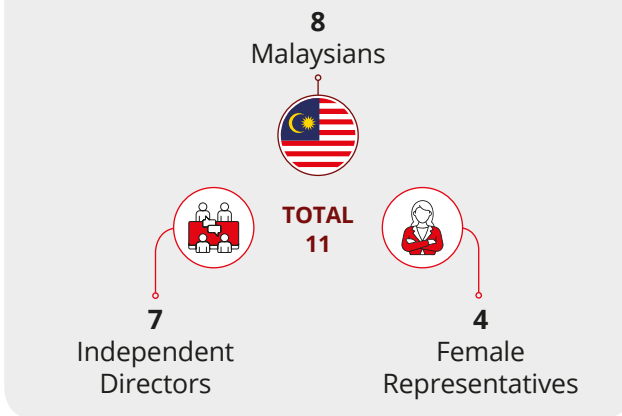 8
Malaysians
TOTAL
11
7
Independent
Directors
4
Female
Representatives